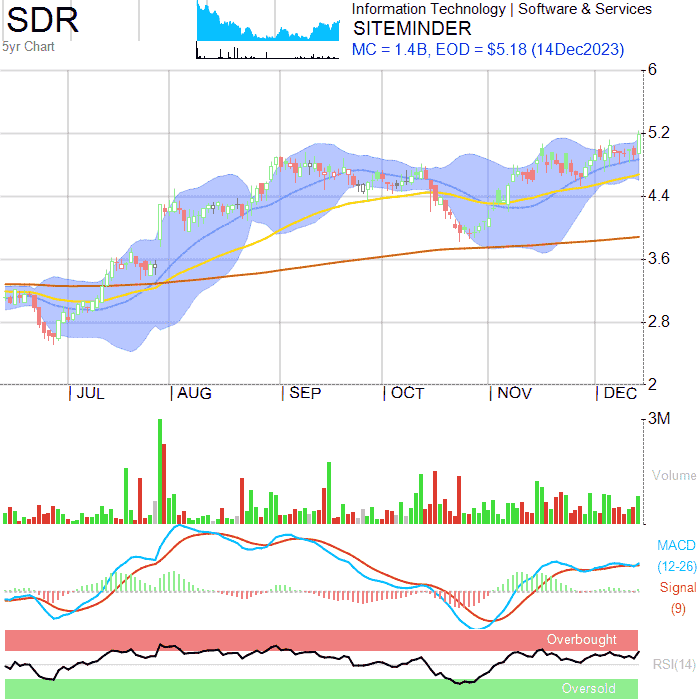 SDR
5yr Chart
Information Technology | Software & Services
SITEMINDER
MC = 1.4B, EOD = $5.18 (14Dec2023)
6
5.2
4.4
3.6
2.8
2
JUL AUG SEP OCT NOV DEC
3M
Volume
MACD
(12-26)
Signal
(9)
Overbought
RSI(14)
Oversold